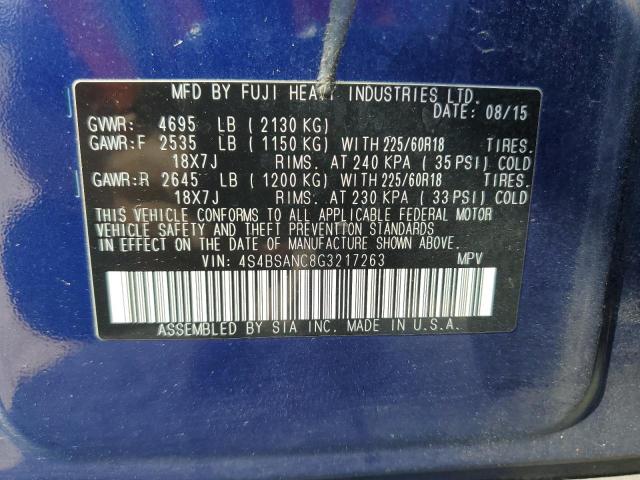 MFD BY FUJI HEAVY INDUSTRIES LTD.
DATE: 08/15
GVWR: 4695 LB (2130 KG)
GAWR:F 2535 LB (1150 KG) WITH 225/60R18 TIRES.
18X7J RIMS. AT 240 KPA (35 PSI) COLD
GAWR:R 2645 LB (1200 KG) WITH 225/60R18 TIRES.
18X7J RIMS. AT 230 KPA (33 PSI) COLD
THIS VEHICLE CONFORMS TO ALL APPLICABLE FEDERAL MOTOR
VEHICLE SAFETY AND THEFT PREVENTION STANDARDS
IN EFFECT ON THE DATE OF MANUFACTURE SHOWN ABOVE.
VIN: 4S4BSANC8G3217263 MPV
ASSEMBLED BY SIA INC. MADE IN U.S.A.